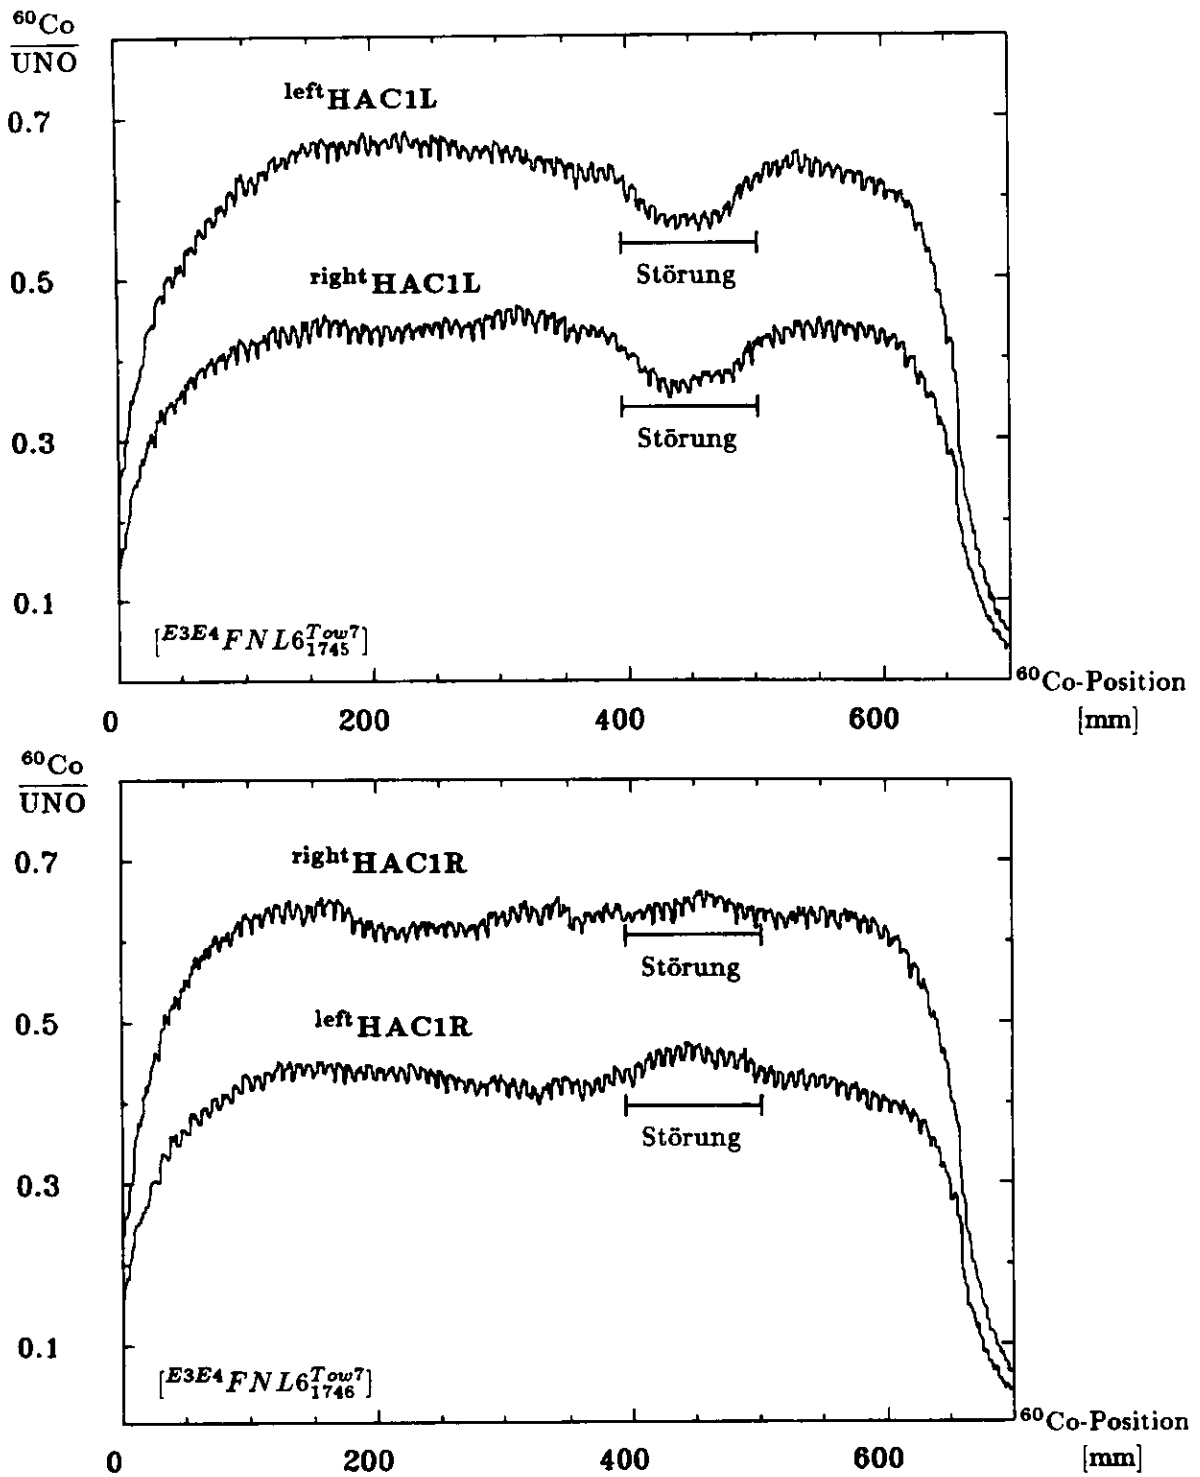 ⁶⁰Co
UNO
leftHAC1L
0.7
rightHAC1L
0.5
Störung
Störung
0.3
0.1
[E3E4FNL6Tow7 1745]
⁶⁰Co-Position
[mm]
0 200 400 600
⁶⁰Co
UNO
rightHAC1R
0.7
Störung
leftHAC1R
0.5
Störung
0.3
0.1
[E3E4FNL6Tow7 1746]
⁶⁰Co-Position
[mm]
0 200 400 600